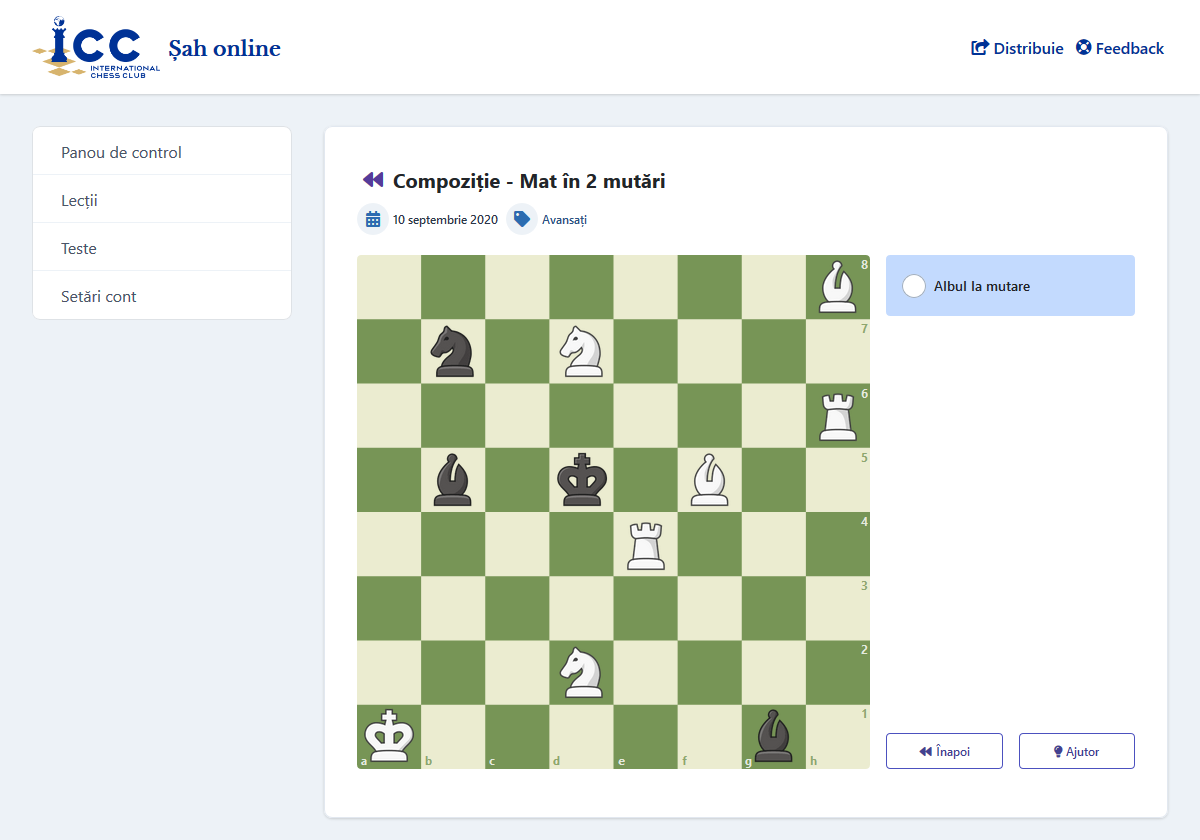 ICC
INTERNATIONAL
CHESS CLUB
Șah online
Distribuie
Feedback
Panou de control
Lecții
Teste
Setări cont
Compoziție - Mat în 2 mutări
10 septembrie 2020
Avansați
Albul la mutare
8
7
6
5
4
3
2
1
a
b
c
d
e
f
g
h
Înapoi
Ajutor